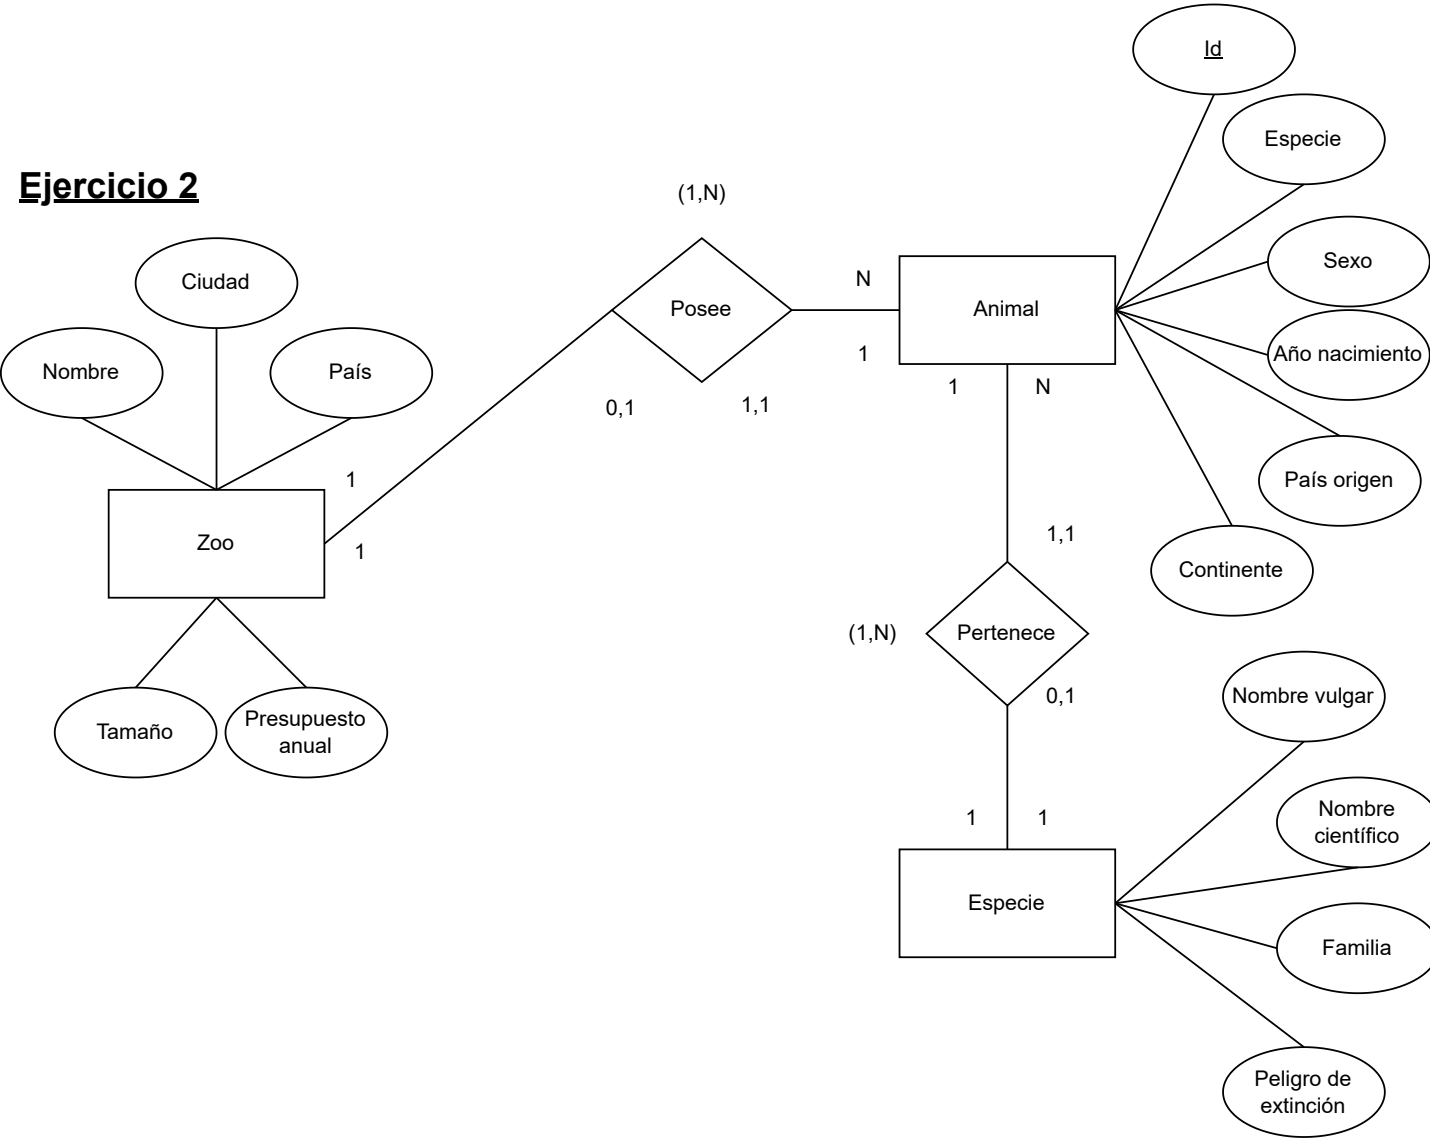 Id
Especie
Ejercicio 2
(1,N)
Ciudad
Sexo
N
Posee
Animal
Nombre
País
1
Año nacimiento
1
N
0,1
1,1
1
País origen
Zoo
1
1,1
Continente
(1,N)
Pertenece
0,1
Nombre vulgar
Tamaño
Presupuesto
anual
1
1
Nombre
científico
Especie
Familia
Peligro de
extinción